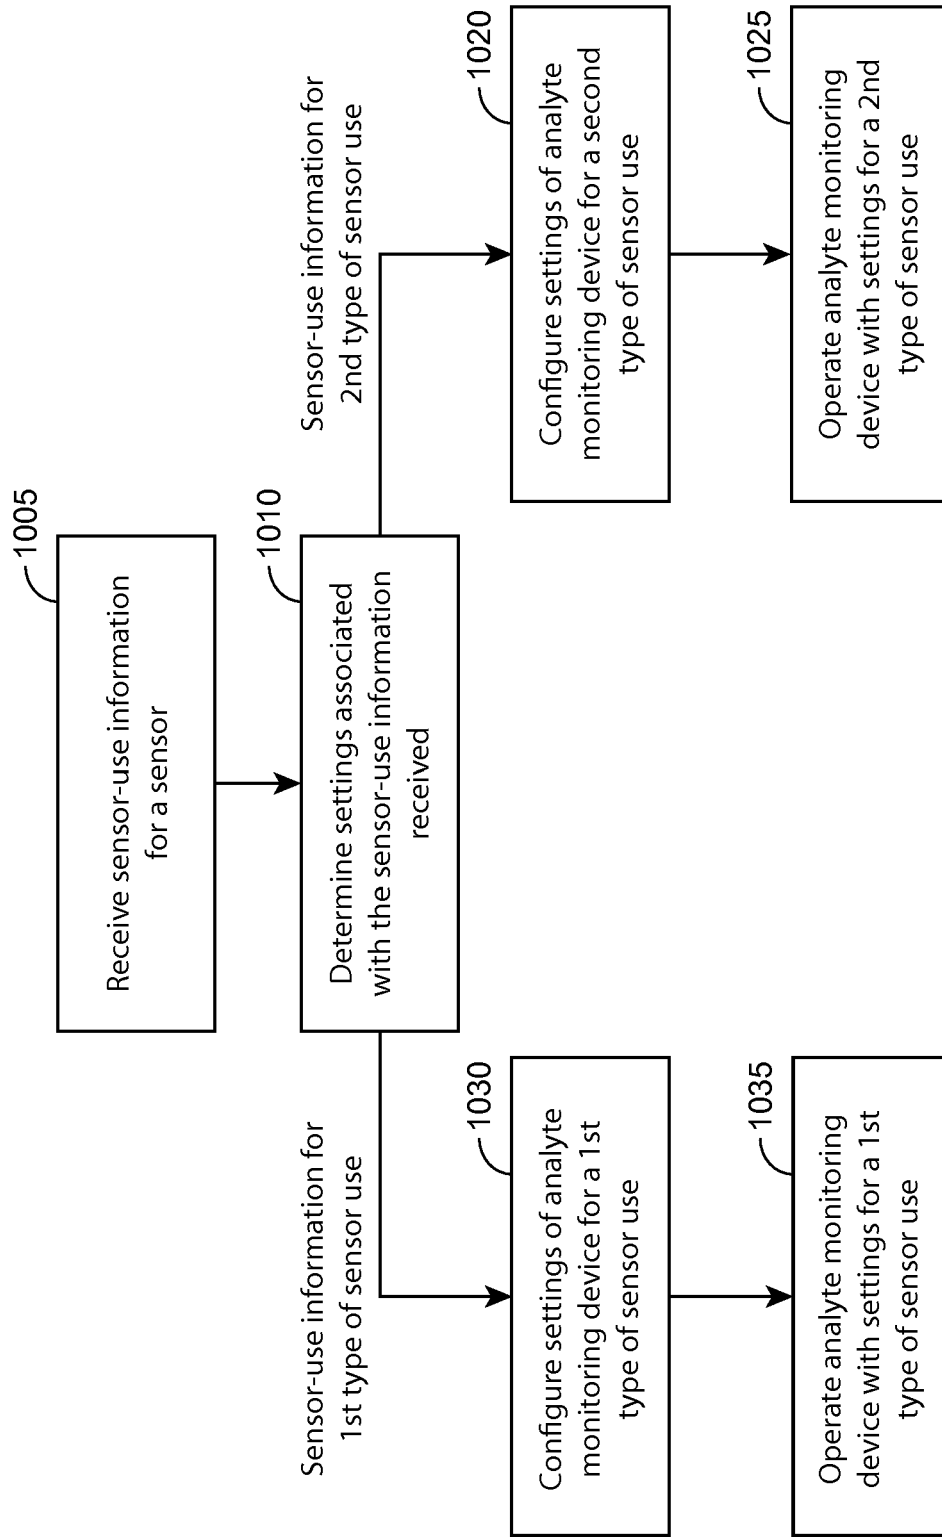 1005
Receive sensor-use information
for a sensor
1010
Determine settings associated
with the sensor-use information
received
Sensor-use information for
1st type of sensor use
Sensor-use information for
2nd type of sensor use
1030
Configure settings of analyte
monitoring device for a 1st
type of sensor use
1020
Configure settings of analyte
monitoring device for a second
type of sensor use
1035
Operate analyte monitoring
device with settings for a 1st
type of sensor use
1025
Operate analyte monitoring
device with settings for a 2nd
type of sensor use